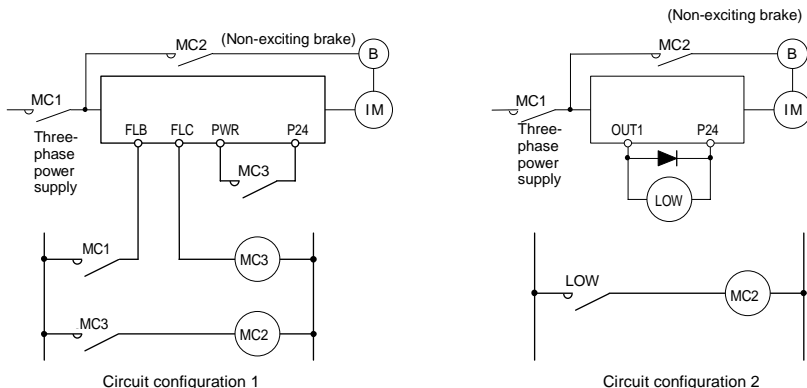 MC2
(Non-exciting brake)
B
MC1
IM
Three-
phase
power
supply
FLB
FLC
PWR
P24
MC3
MC1
MC3
MC3
MC2
Circuit configuration 1
(Non-exciting brake)
MC2
B
MC1
IM
Three-
phase
power
supply
OUT1
P24
LOW
LOW
MC2
Circuit configuration 2